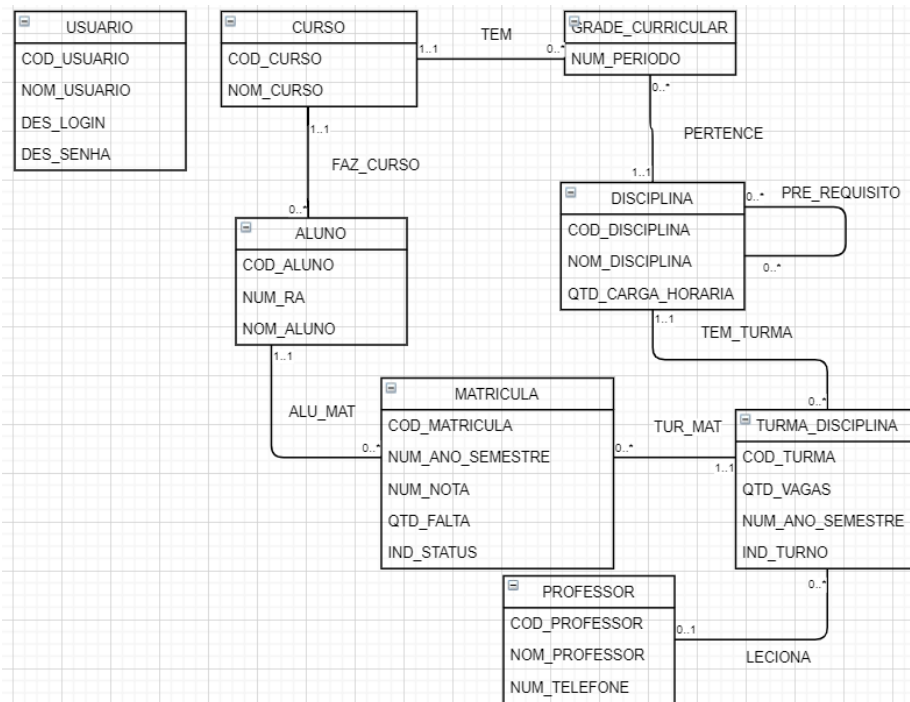 USUARIO
COD_USUARIO
NOM_USUARIO
DES_LOGIN
DES_SENHA
CURSO
COD_CURSO
NOM_CURSO
1..1
TEM
0..*
GRADE_CURRICULAR
NUM_PERIODO
0..*
PERTENCE
1..1
1..1
FAZ_CURSO
0..*
DISCIPLINA
COD_DISCIPLINA
NOM_DISCIPLINA
QTD_CARGA_HORARIA
0..*
PRE_REQUISITO
0..*
ALUNO
COD_ALUNO
NUM_RA
NOM_ALUNO
1..1
TEM_TURMA
0..*
1..1
ALU_MAT
0..*
MATRICULA
COD_MATRICULA
NUM_ANO_SEMESTRE
NUM_NOTA
QTD_FALTA
IND_STATUS
0..*
TUR_MAT
1..1
TURMA_DISCIPLINA
COD_TURMA
QTD_VAGAS
NUM_ANO_SEMESTRE
IND_TURNO
0..*
LECIONA
0..1
PROFESSOR
COD_PROFESSOR
NOM_PROFESSOR
NUM_TELEFONE